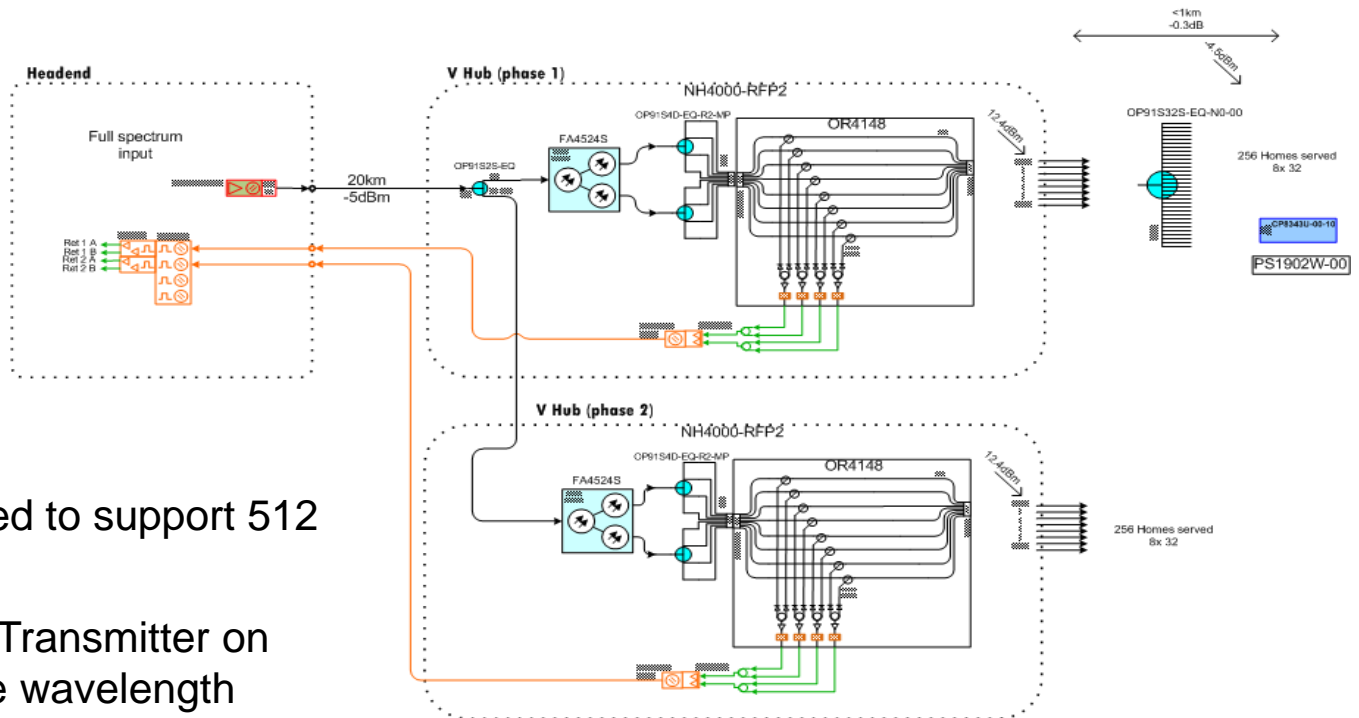 <1km
-0.3dB
-4.5dBm
Headend
Full spectrum
input
20km
-5dBm
Ret 1 A
Ret 1 B
Ret 2 A
Ret 2 B
V Hub (phase 1)
NH4000-RFP2
OP91S4D-EQ-R2-MP
FA4524S
OP91S2S-EQ
OR4148
12.4dBm
OP91S32S-EQ-N0-00
256 Homes served
8x 32
CP8343U-00-10
PS1902W-00
V Hub (phase 2)
NH4000-RFP2
OP91S4D-EQ-R2-MP
FA4524S
OR4148
12.4dBm
256 Homes served
8x 32
ed to support 512
Transmitter on
e wavelength